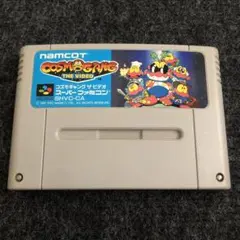 namcot
COSMO GANG
THE VIDEO
コズモギャング ザ ビデオ
スーパーファミコン
SHVC-CA